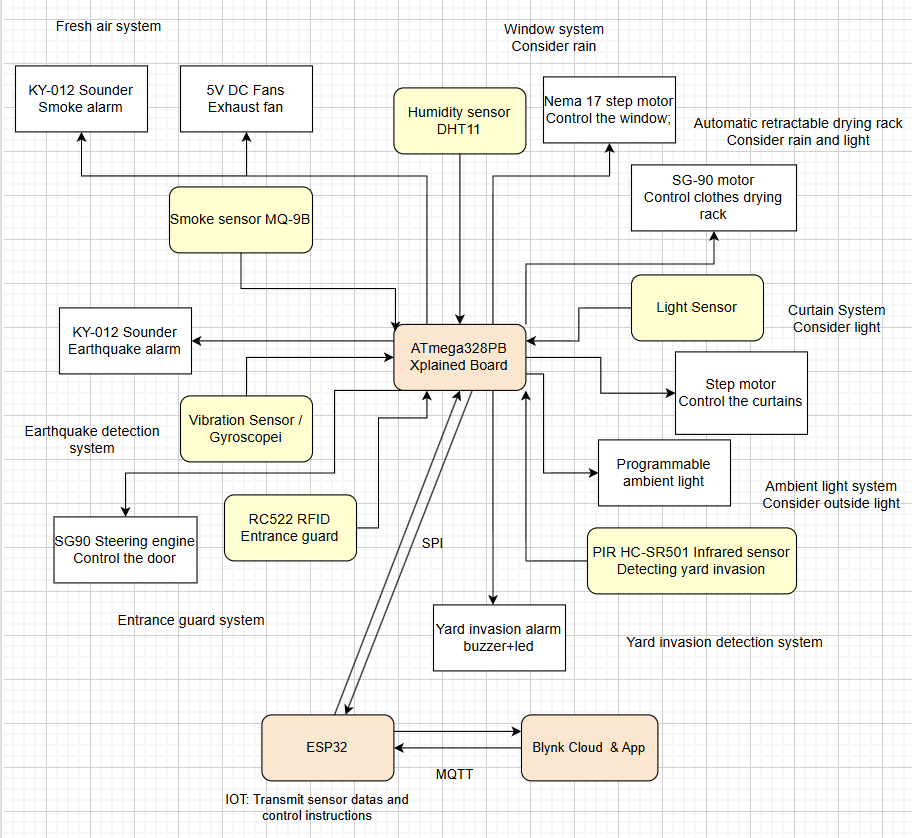 Fresh air system
Window system
Consider rain
KY-012 Sounder
Smoke alarm
5V DC Fans
Exhaust fan
Humidity sensor
DHT11
Nema 17 step motor
Control the window;
Automatic retractable drying rack
Consider rain and light
SG-90 motor
Control clothes drying
rack
Smoke sensor MQ-9B
Light Sensor
Curtain System
Consider light
KY-012 Sounder
Earthquake alarm
ATmega328PB
Xplained Board
Step motor
Control the curtains
Vibration Sensor /
Gyroscopei
Earthquake detection
system
Programmable
ambient light
Ambient light system
Consider outside light
RC522 RFID
Entrance guard
SG90 Steering engine
Control the door
SPI
PIR HC-SR501 Infrared sensor
Detecting yard invasion
Entrance guard system
Yard invasion alarm
buzzer+led
Yard invasion detection system
ESP32
Blynk Cloud & App
MQTT
IOT: Transmit sensor datas and
control instructions